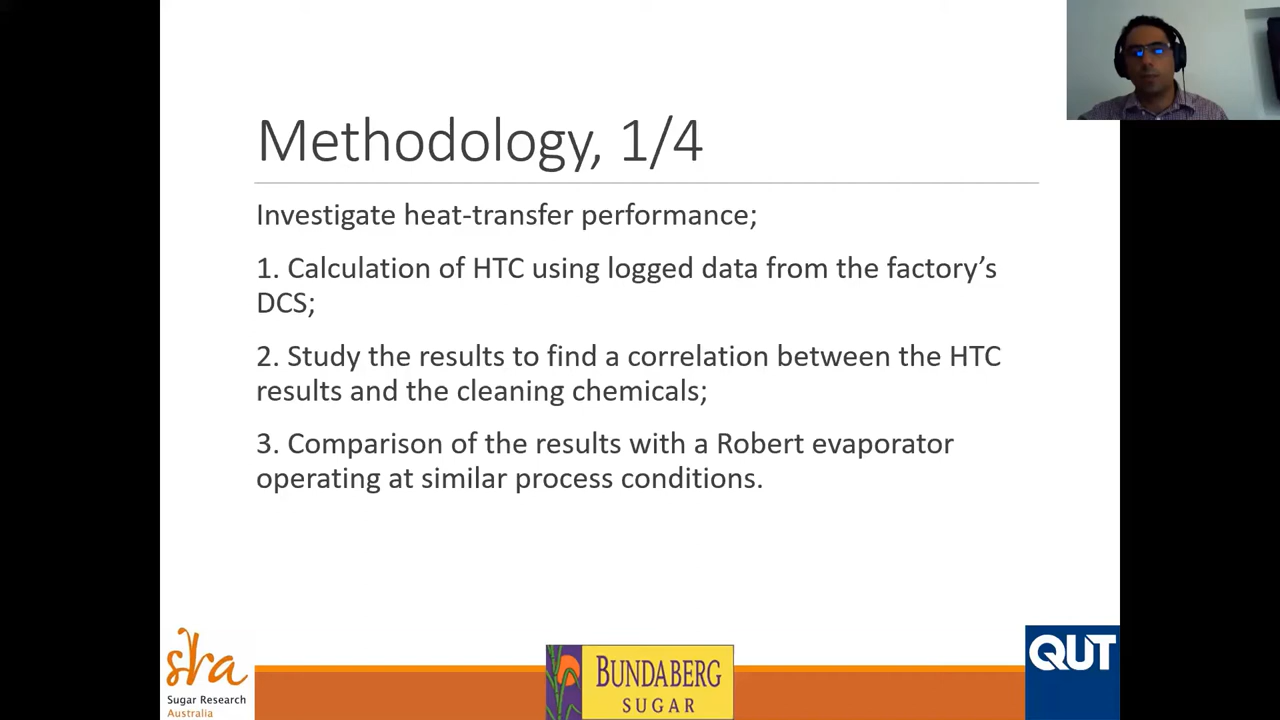 Methodology, 1/4
Investigate heat-transfer performance;
1. Calculation of HTC using logged data from the factory’s
DCS;
2. Study the results to find a correlation between the HTC
results and the cleaning chemicals;
3. Comparison of the results with a Robert evaporator
operating at similar process conditions.
sra
Sugar Research
Australia
BUNDABERG
SUGAR
QUT